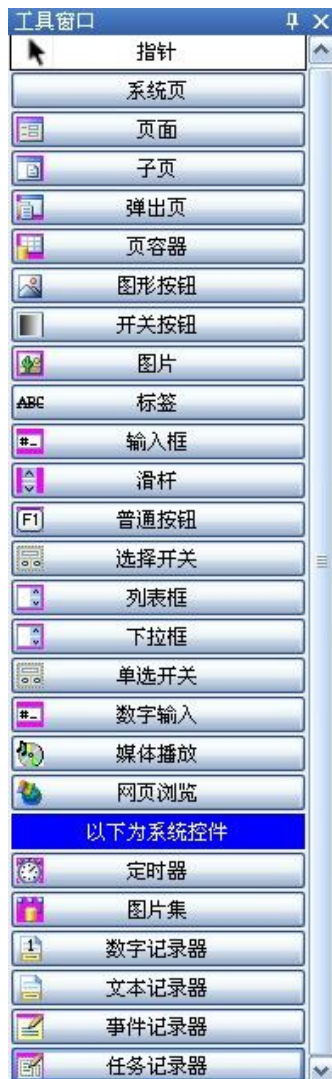 工具窗口
指针
系统页
页面
子页
弹出页
页容器
图形按钮
开关按钮
图片
ABC 标签
#_ 输入框
滑杆
F1 普通按钮
选择开关
列表框
下拉框
单选开关
#_ 数字输入
媒体播放
网页浏览
以下为系统控件
定时器
图片集
1 数字记录器
文本记录器
事件记录器
任务记录器